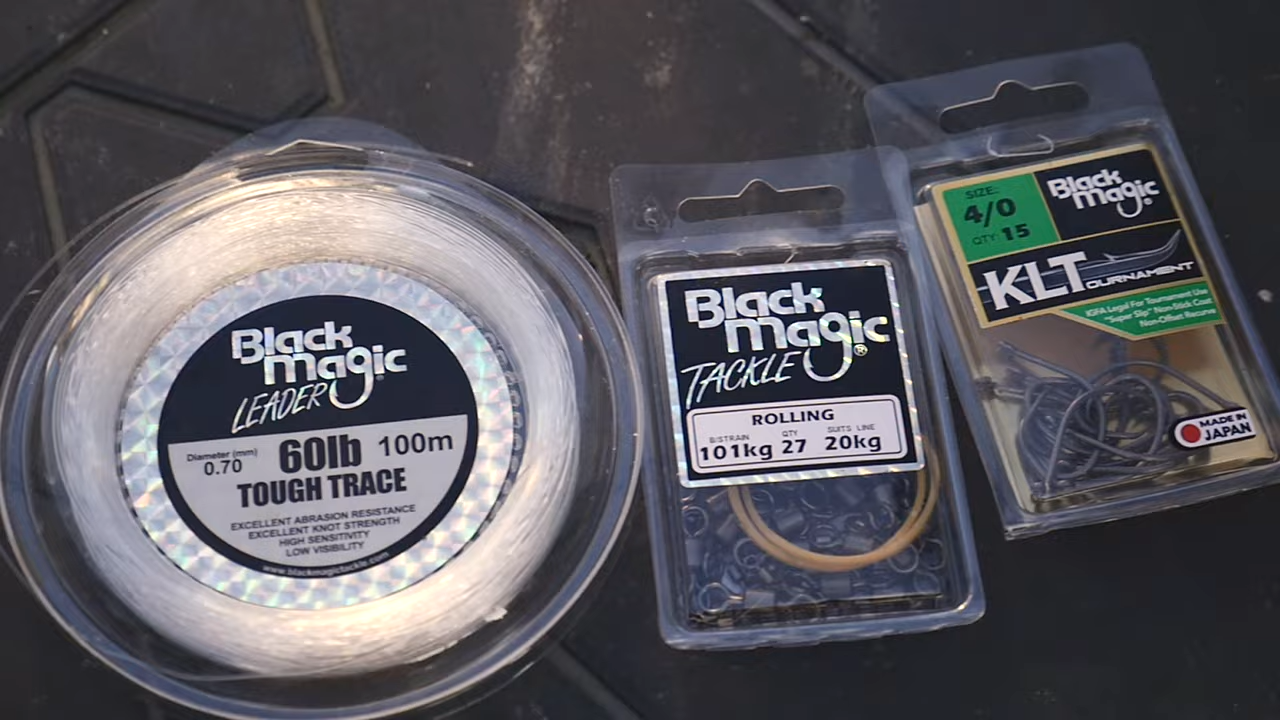 Black
Magic®
LEADER
Diameter (mm)
0.70
60lb
100m
TOUGH TRACE
EXCELLENT ABRASION RESISTANCE
EXCELLENT KNOT STRENGTH
HIGH SENSITIVITY
LOW VISIBILITY
www.blackmagictackle.com
Black
Magic®
TACKLE
ROLLING
B/STRAIN QTY SUITS LINE
101kg 27 20kg
SIZE:
4/0
QTY: 15
Black
Magic®
KLT TOURNAMENT
IGFA Legal For Tournament Use
"Super Slip" Non-Stick Coat
Non-Offset Recurve
MADE IN
JAPAN